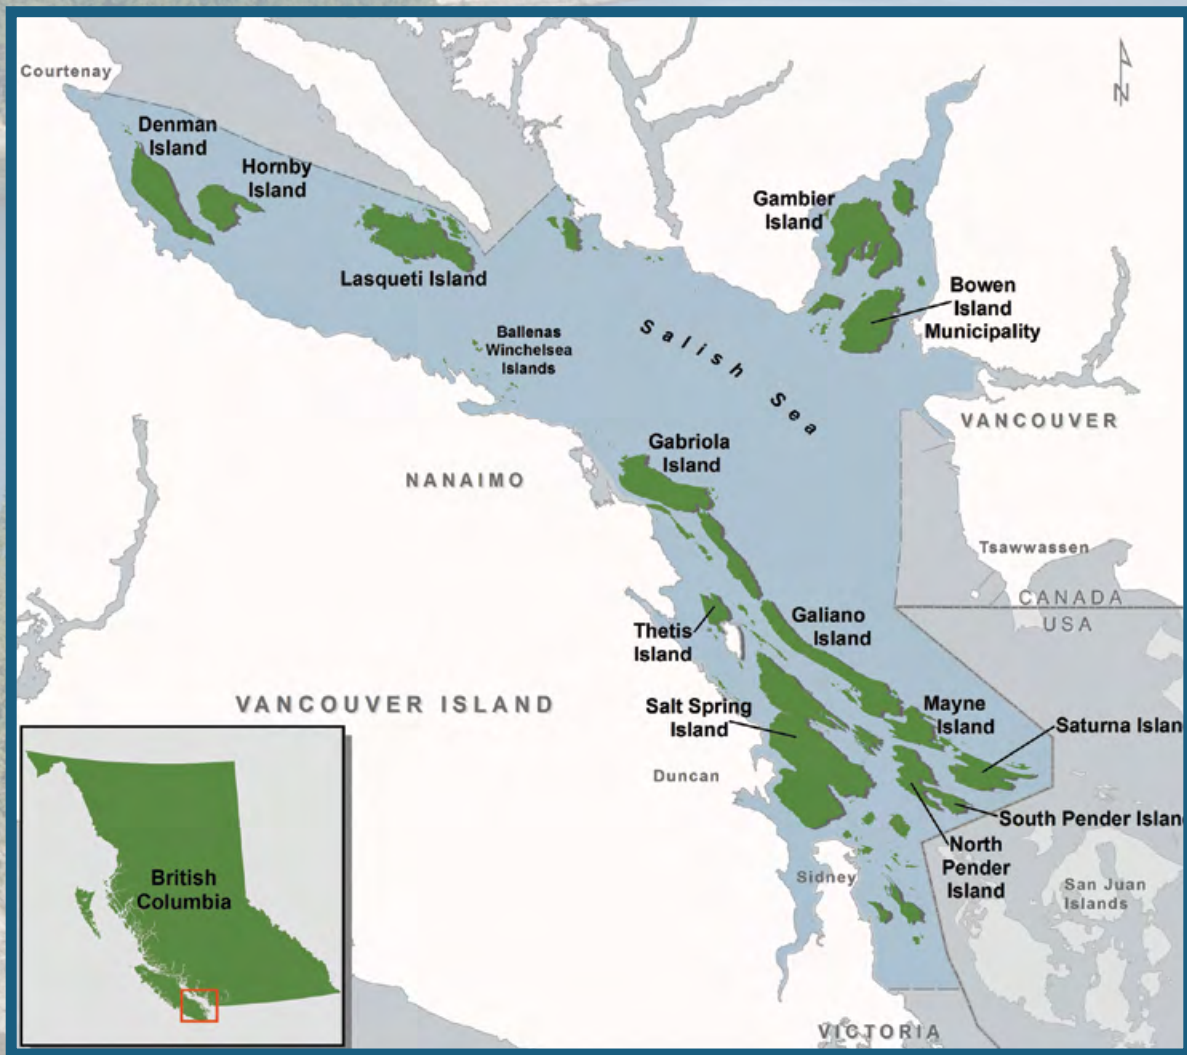 Courtenay
N
Denman
Island
Hornby
Island
Lasqueti Island
Gambier
Island
Bowen
Island
Municipality
Ballenas
Winchelsea
Islands
Salish Sea
VANCOUVER
Gabriola
Island
NANAIMO
Tsawwassen
CANADA
USA
Galiano
Island
Thetis
Island
VANCOUVER ISLAND
Salt Spring
Island
Mayne
Island
Saturna Islan
Duncan
South Pender Islan
North
Pender
Island
Sidney
San Juan
Islands
VICTORIA
British
Columbia